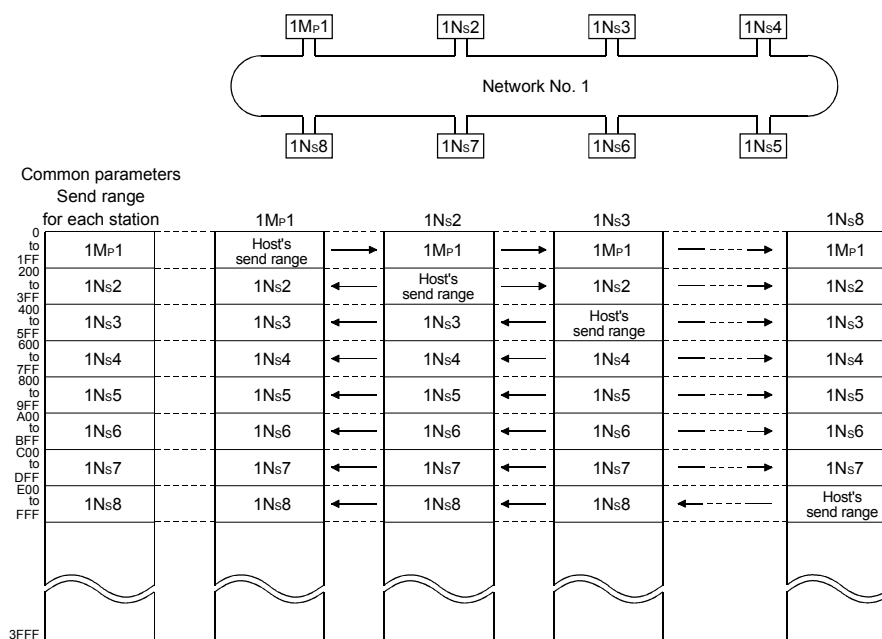 1MP1 1NS2 1NS3 1NS4
Network No. 1
1NS8 1NS7 1NS6 1NS5
Common parameters
Send range
for each station 1MP1 1NS2 1NS3 1NS8
0
to
1FF
1MP1 Host's
send range 1MP1 1MP1 1MP1
200
to
3FF
1NS2 1NS2 Host's
send range 1NS2 1NS2
400
to
5FF
1NS3 1NS3 1NS3 Host's
send range 1NS3
600
to
7FF
1NS4 1NS4 1NS4 1NS4 1NS4
800
to
9FF
1NS5 1NS5 1NS5 1NS5 1NS5
A00
to
BFF
1NS6 1NS6 1NS6 1NS6 1NS6
C00
to
DFF
1NS7 1NS7 1NS7 1NS7 1NS7
E00
to
FFF
1NS8 1NS8 1NS8 1NS8 Host's
send range
3FFF